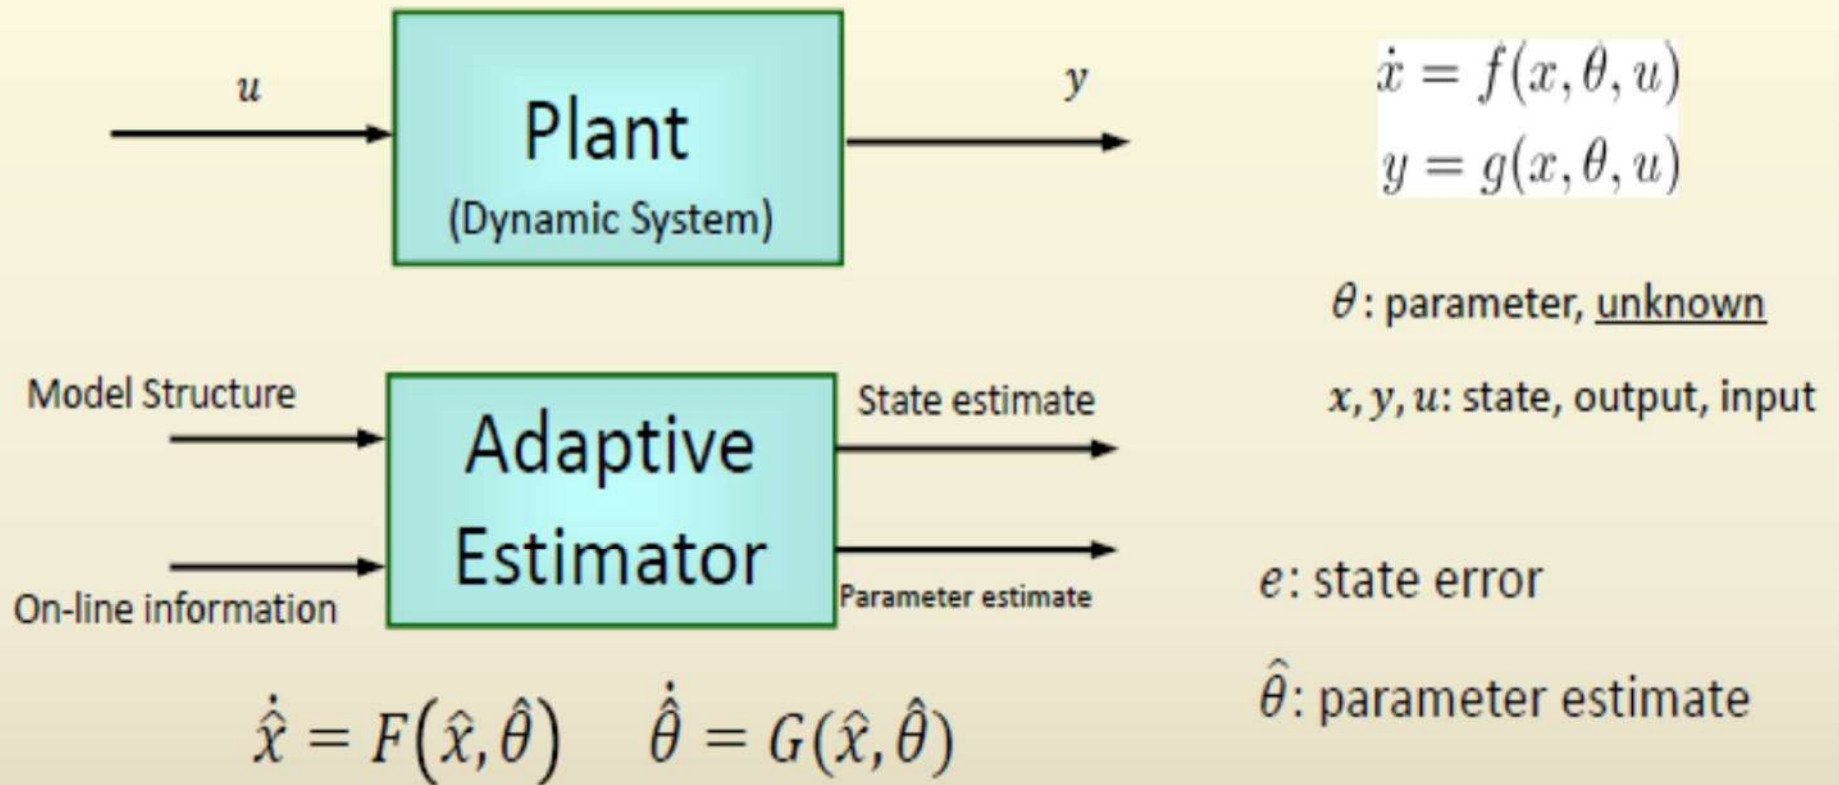 u
Plant
(Dynamic System)
y
ẋ = f(x, θ, u)
y = g(x, θ, u)
θ: parameter, unknown
x, y, u: state, output, input
Model Structure
On-line information
Adaptive
Estimator
State estimate
Parameter estimate
e: state error
θ̂: parameter estimate
x̂̇ = F(x̂, θ̂)  θ̂̇ = G(x̂, θ̂)